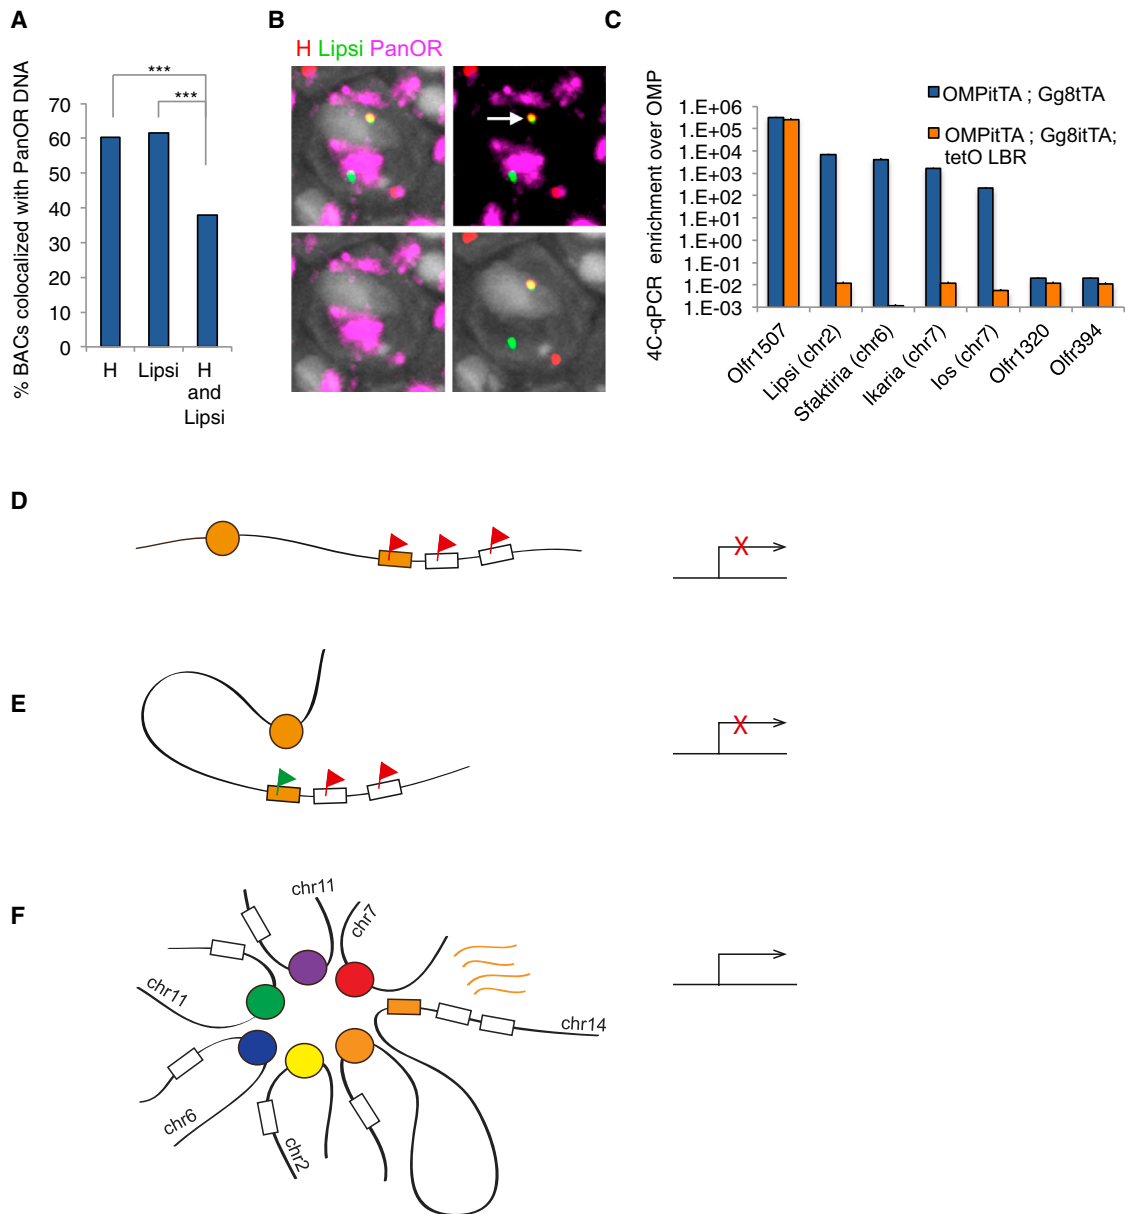 A
% BACs colocalized with PanOR DNA
***
***
70
60
50
40
30
20
10
0
H
Lipsi
H
and
Lipsi
B
H Lipsi PanOR
C
4C-qPCR enrichment over OMP
1.E+06
1.E+05
1.E+04
1.E+03
1.E+02
1.E+01
1.E+00
1.E-01
1.E-02
1.E-03
OMPitTA ; Gg8tTA
OMPitTA ; Gg8itTA;
tetO LBR
Olfr1507
Lipsi (chr2)
Sfaktiria (chr6)
Ikaria (chr7)
Ios (chr7)
Olfr1320
Olfr394
D
X
E
X
F
chr11
chr7
chr11
chr14
chr6
chr2